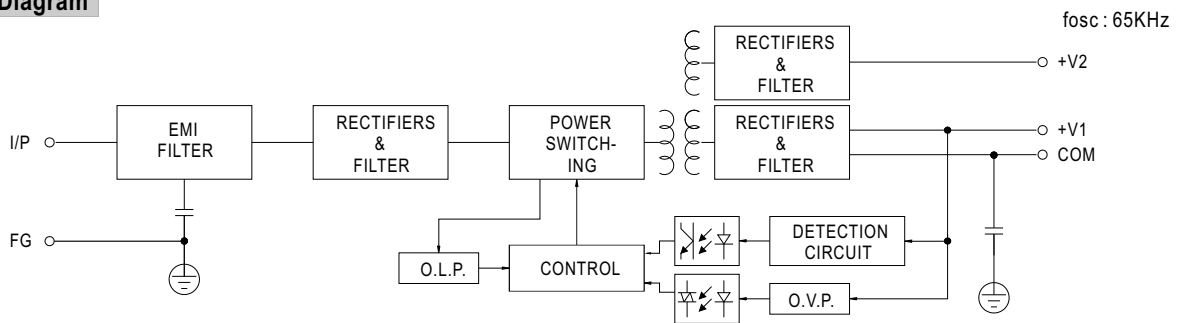 Diagram
fosc : 65KHz
RECTIFIERS
&
FILTER
+V2
I/P
EMI
FILTER
RECTIFIERS
&
FILTER
POWER
SWITCH-
ING
RECTIFIERS
&
FILTER
+V1
COM
FG
O.L.P.
CONTROL
DETECTION
CIRCUIT
O.V.P.